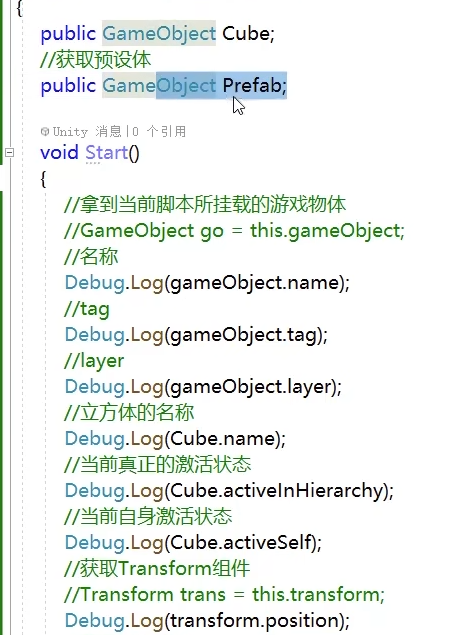 {
public GameObject Cube;
//获取预设体
public GameObject Prefab;
Unity 消息|0 个引用
void Start()
{
//拿到当前脚本所挂载的游戏物体
//GameObject go = this.gameObject;
//名称
Debug.Log(gameObject.name);
//tag
Debug.Log(gameObject.tag);
//layer
Debug.Log(gameObject.layer);
//立方体的名称
Debug.Log(Cube.name);
//当前真正的激活状态
Debug.Log(Cube.activeInHierarchy);
//当前自身激活状态
Debug.Log(Cube.activeSelf);
//获取Transform组件
//Transform trans = this.transform;
Debug.Log(transform.position);